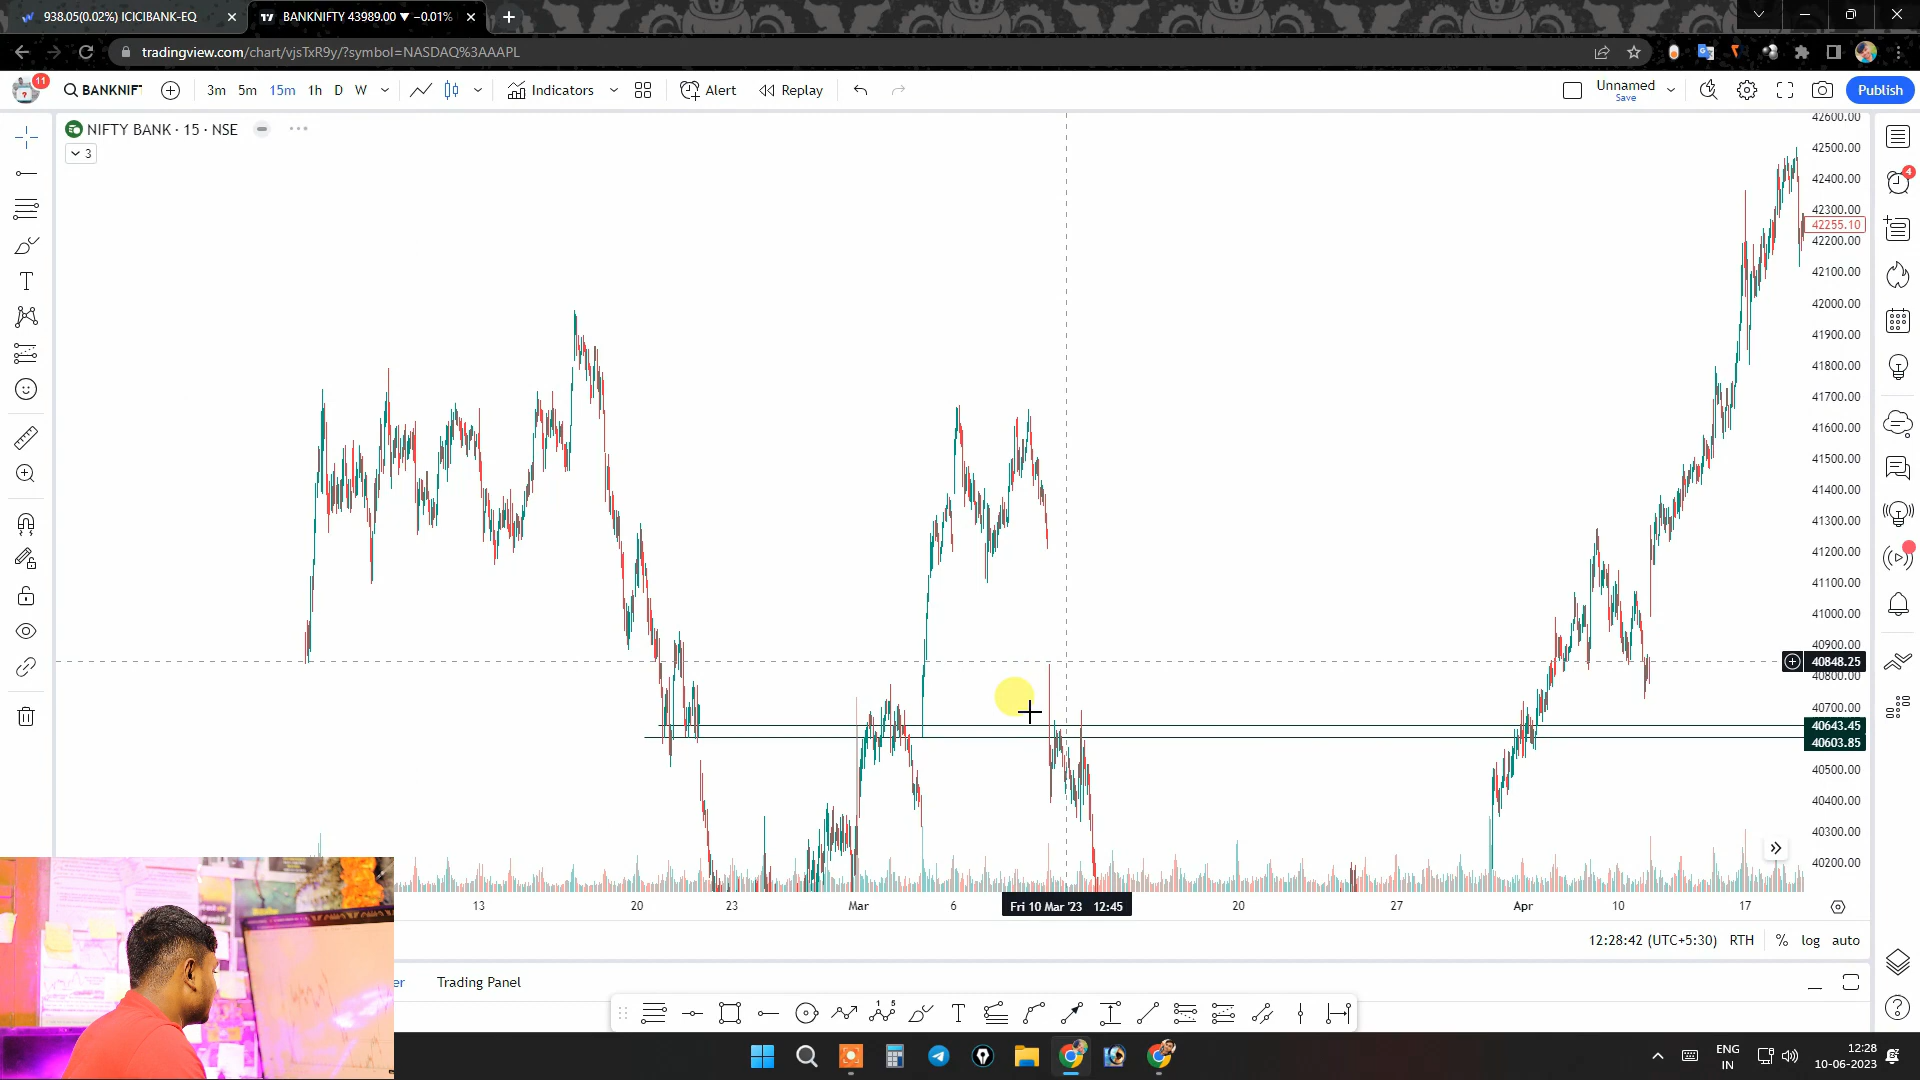 938.05(0.02%) ICICIBANK-EQ
BANKNIFTY 43989.00 ▼ −0.01%
tradingview.com/chart/vjsTxR9y/?symbol=NASDAQ%3AAAPL
11
BANKNIF
3m 5m 15m 1h D W
Indicators
Alert
Replay
Unnamed
Save
Publish
NIFTY BANK · 15 · NSE
3
42600.00
42500.00
42400.00
42300.00
42255.10
42200.00
42100.00
42000.00
41900.00
41800.00
41700.00
41600.00
41500.00
41400.00
41300.00
41200.00
41100.00
41000.00
40900.00
40848.25
40800.00
40700.00
40643.45
40603.85
40500.00
40400.00
40300.00
40200.00
4
13 20 23 Mar 6 Fri 10 Mar '23 12:45 20 27 Apr 10 17
12:28:42 (UTC+5:30) RTH % log auto
er Trading Panel
ENG
IN
12:28
10-06-2023